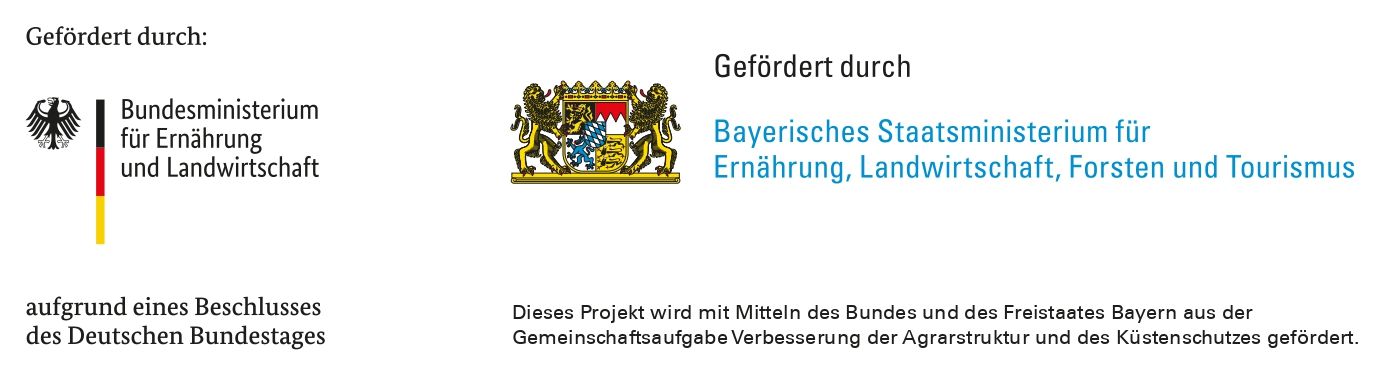 Gefördert durch:
Bundesministerium
für Ernährung
und Landwirtschaft
aufgrund eines Beschlusses
des Deutschen Bundestages
Gefördert durch
Bayerisches Staatsministerium für
Ernährung, Landwirtschaft, Forsten und Tourismus
Dieses Projekt wird mit Mitteln des Bundes und des Freistaates Bayern aus der
Gemeinschaftsaufgabe Verbesserung der Agrarstruktur und des Küstenschutzes gefördert.